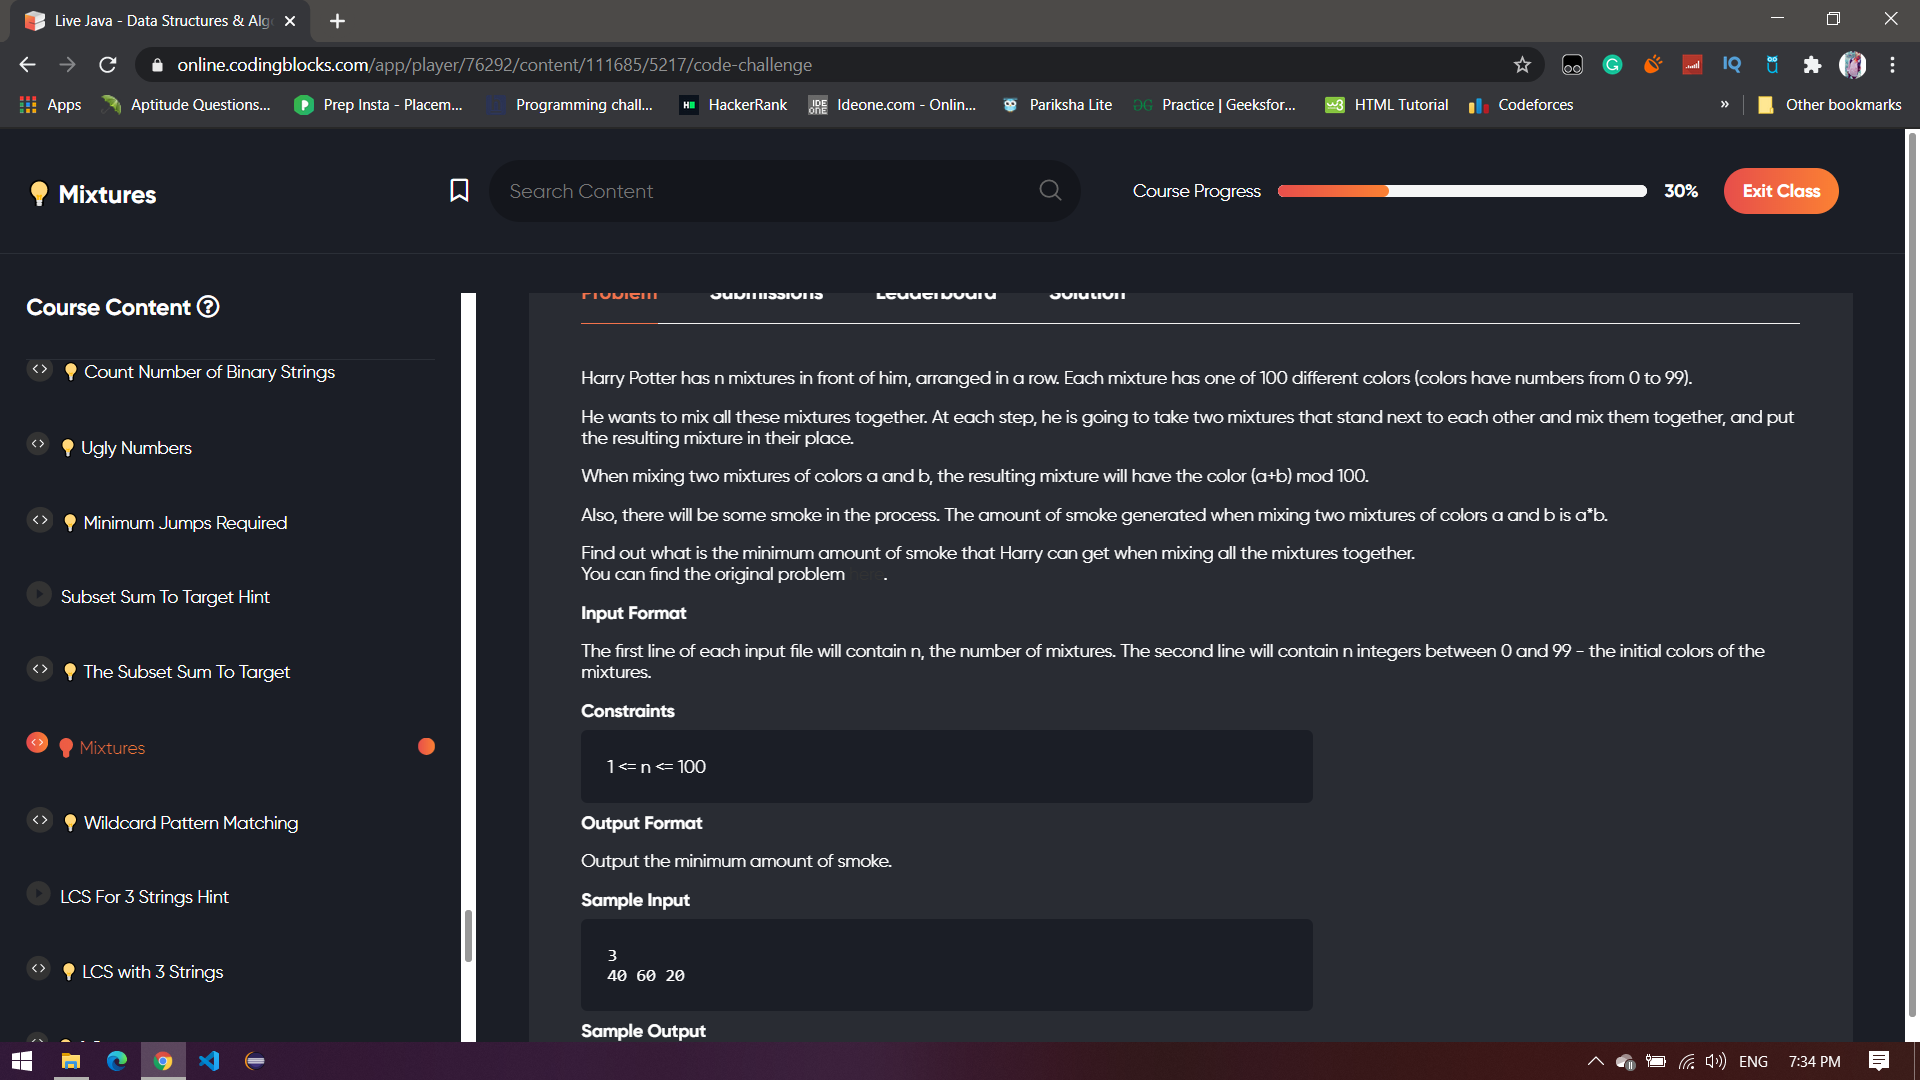 Live Java - Data Structures & Alg
online.codingblocks.com/app/player/76292/content/111685/5217/code-challenge
Apps Aptitude Questions... Prep Insta - Placem... Programming chall... HackerRank Ideone.com - Onlin... Pariksha Lite Practice | Geeksfor... HTML Tutorial Codeforces » Other bookmarks
Mixtures
Search Content
Course Progress 30% Exit Class
Course Content
Count Number of Binary Strings
Ugly Numbers
Minimum Jumps Required
Subset Sum To Target Hint
The Subset Sum To Target
Mixtures
Wildcard Pattern Matching
LCS For 3 Strings Hint
LCS with 3 Strings
Problem Submissions Leaderboard Solution
Harry Potter has n mixtures in front of him, arranged in a row. Each mixture has one of 100 different colors (colors have numbers from 0 to 99).
He wants to mix all these mixtures together. At each step, he is going to take two mixtures that stand next to each other and mix them together, and put
the resulting mixture in their place.
When mixing two mixtures of colors a and b, the resulting mixture will have the color (a+b) mod 100.
Also, there will be some smoke in the process. The amount of smoke generated when mixing two mixtures of colors a and b is a*b.
Find out what is the minimum amount of smoke that Harry can get when mixing all the mixtures together.
You can find the original problem here.
Input Format
The first line of each input file will contain n, the number of mixtures. The second line will contain n integers between 0 and 99 - the initial colors of the
mixtures.
Constraints
1 <= n <= 100
Output Format
Output the minimum amount of smoke.
Sample Input
3
40 60 20
Sample Output
ENG 7:34 PM